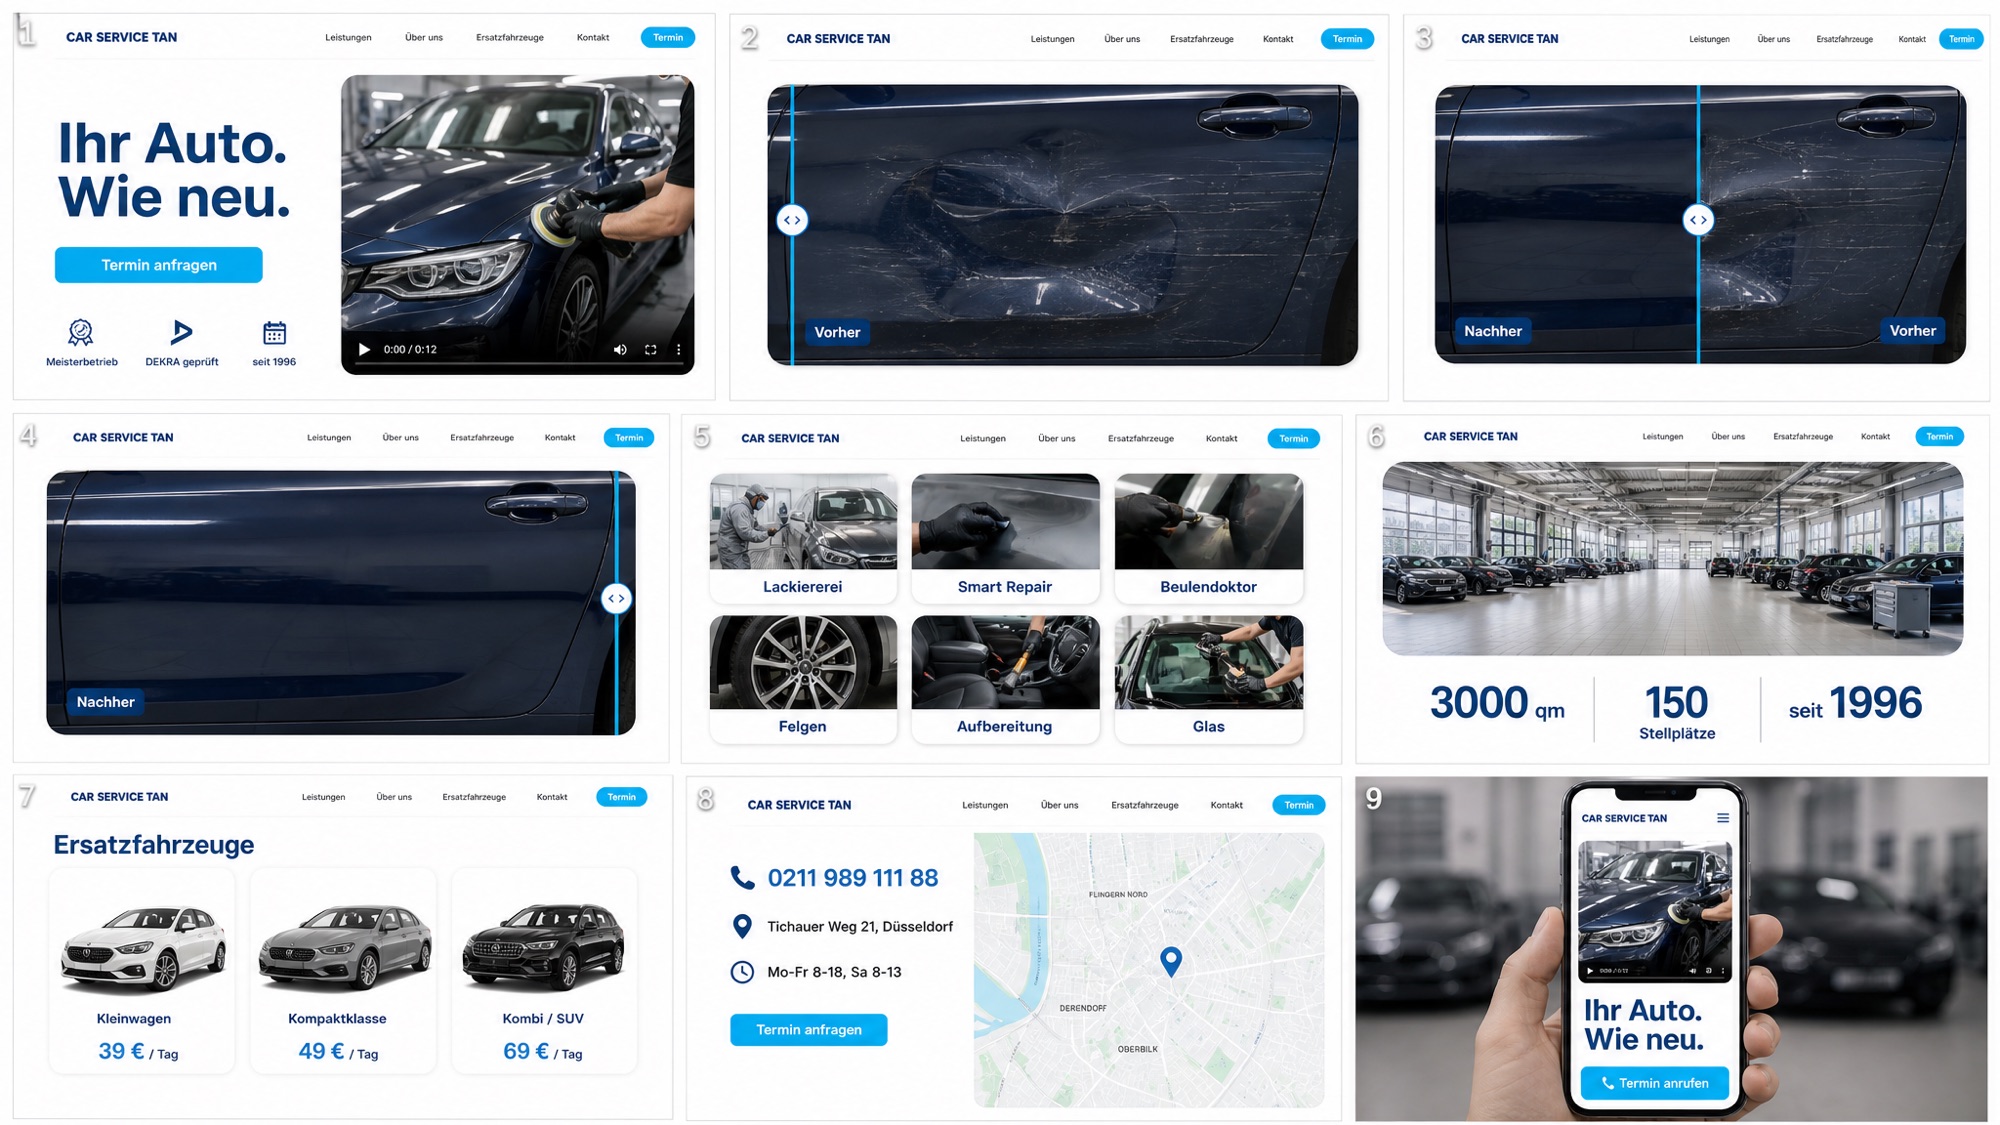 1
CAR SERVICE TAN
Leistungen
Über uns
Ersatzfahrzeuge
Kontakt
Termin
Ihr Auto.
Wie neu.
Termin anfragen
Meisterbetrieb
DEKRA geprüft
seit 1996
0:00 / 0:12
2
CAR SERVICE TAN
Leistungen
Über uns
Ersatzfahrzeuge
Kontakt
Termin
Vorher
3
CAR SERVICE TAN
Leistungen
Über uns
Ersatzfahrzeuge
Kontakt
Termin
Nachher
Vorher
4
CAR SERVICE TAN
Leistungen
Über uns
Ersatzfahrzeuge
Kontakt
Termin
Nachher
5
CAR SERVICE TAN
Leistungen
Über uns
Ersatzfahrzeuge
Kontakt
Termin
Lackiererei
Smart Repair
Beulendoktor
Felgen
Aufbereitung
Glas
6
CAR SERVICE TAN
Leistungen
Über uns
Ersatzfahrzeuge
Kontakt
Termin
3000 qm
150
Stellplätze
seit 1996
7
CAR SERVICE TAN
Leistungen
Über uns
Ersatzfahrzeuge
Kontakt
Termin
Ersatzfahrzeuge
Kleinwagen
39 € / Tag
Kompaktklasse
49 € / Tag
Kombi / SUV
69 € / Tag
8
CAR SERVICE TAN
Leistungen
Über uns
Ersatzfahrzeuge
Kontakt
Termin
0211 989 111 88
Tichauer Weg 21, Düsseldorf
Mo-Fr 8-18, Sa 8-13
Termin anfragen
FLINGERN NORD
DERENDOFF
OBERBILK
9
CAR SERVICE TAN
Ihr Auto.
Wie neu.
Termin anrufen